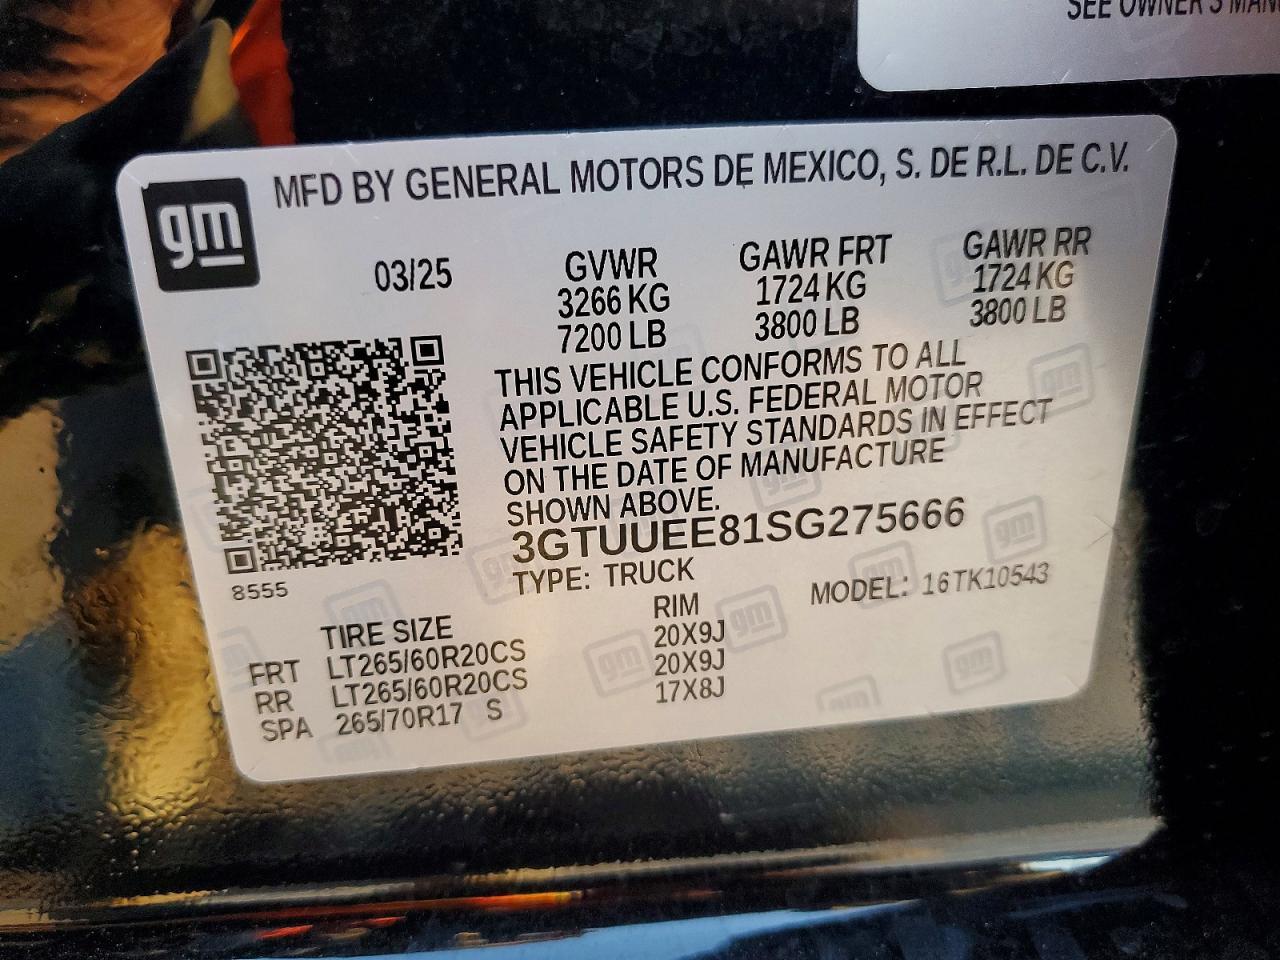 SEE OWNER'S
gm
MFD BY GENERAL MOTORS DE MEXICO, S. DE R.L. DE C.V.
03/25
GVWR GAWR FRT GAWR RR
3266 KG 1724 KG 1724 KG
7200 LB 3800 LB 3800 LB
THIS VEHICLE CONFORMS TO ALL
APPLICABLE U.S. FEDERAL MOTOR
VEHICLE SAFETY STANDARDS IN EFFECT
ON THE DATE OF MANUFACTURE
SHOWN ABOVE.
3GTUUEE81SG275666
8555
TYPE: TRUCK MODEL: 16TK10543
TIRE SIZE RIM
FRT LT265/60R20CS 20X9J
RR LT265/60R20CS 20X9J
SPA 265/70R17 S 17X8J